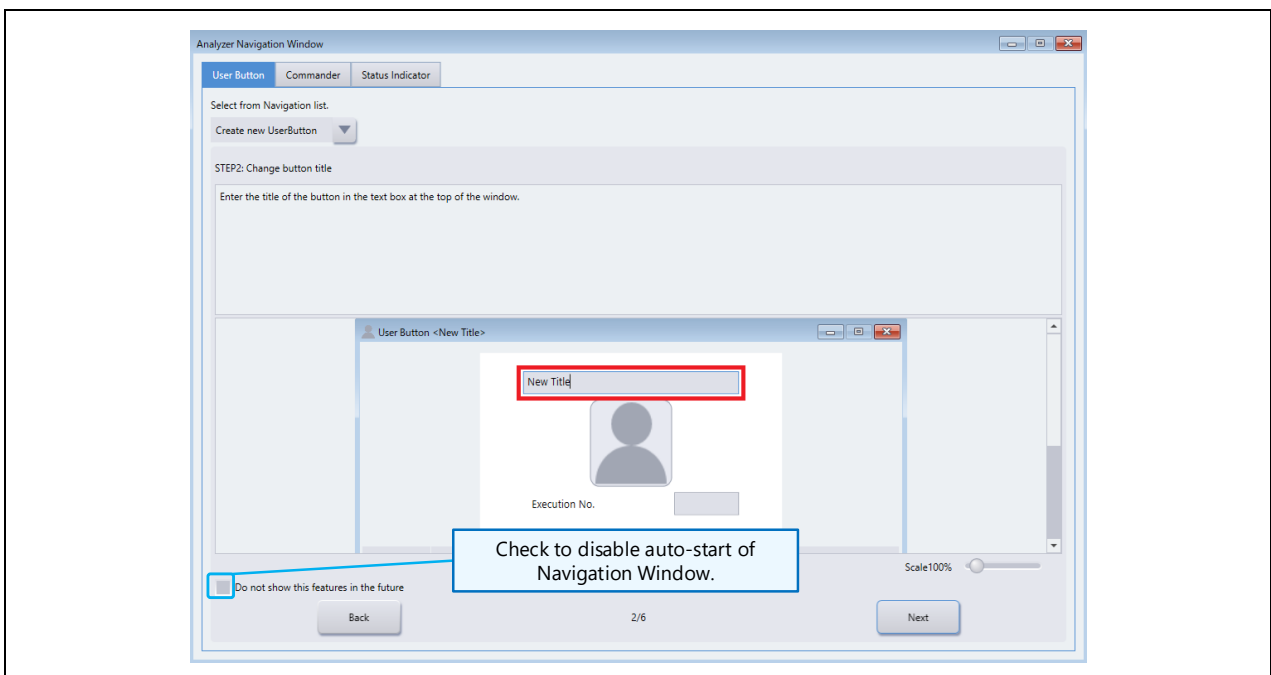 Analyzer Navigation Window
User Button Commander Status Indicator
Select from Navigation list.
Create new UserButton
STEP2: Change button title
Enter the title of the button in the text box at the top of the window.
User Button <New Title>
New Title
Execution No.
Check to disable auto-start of
Navigation Window.
Scale100%
Do not show this features in the future
Back 2/6 Next